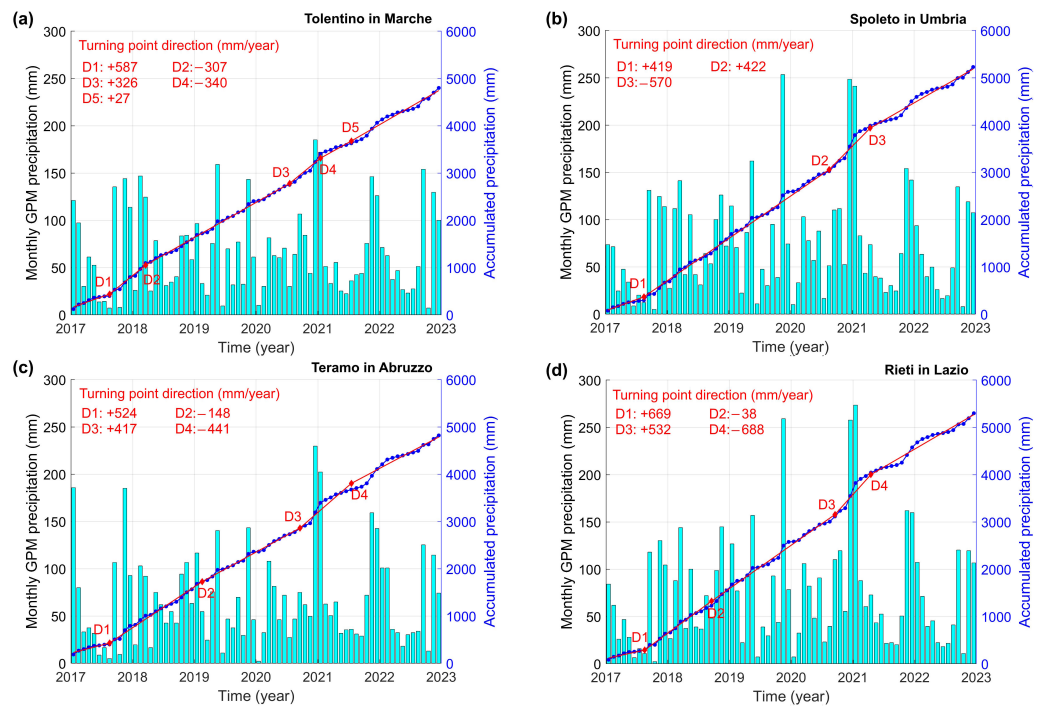 (a)
Tolentino in Marche
Turning point direction (mm/year)
D1: +587 D2:−307
D3: +326 D4:−340
D5: +27
300
250
200
150
100
50
0
Monthly GPM precipitation (mm)
6000
5000
4000
3000
2000
1000
0
Accumulated precipitation (mm)
D1
D2
D3
D4
D5
2017 2018 2019 2020 2021 2022 2023
Time (year)
(b)
Spoleto in Umbria
Turning point direction (mm/year)
D1: +419 D2: +422
D3:−570
300
250
200
150
100
50
0
Monthly GPM precipitation (mm)
6000
5000
4000
3000
2000
1000
0
Accumulated precipitation (mm)
D1
D2
D3
2017 2018 2019 2020 2021 2022 2023
Time (year)
(c)
Teramo in Abruzzo
Turning point direction (mm/year)
D1: +524 D2:−148
D3: +417 D4:−441
300
250
200
150
100
50
0
Monthly GPM precipitation (mm)
6000
5000
4000
3000
2000
1000
0
Accumulated precipitation (mm)
D1
D2
D3
D4
2017 2018 2019 2020 2021 2022 2023
Time (year)
(d)
Rieti in Lazio
Turning point direction (mm/year)
D1: +669 D2:−38
D3: +532 D4:−688
300
250
200
150
100
50
0
Monthly GPM precipitation (mm)
6000
5000
4000
3000
2000
1000
0
Accumulated precipitation (mm)
D1
D2
D3
D4
2017 2018 2019 2020 2021 2022 2023
Time (year)